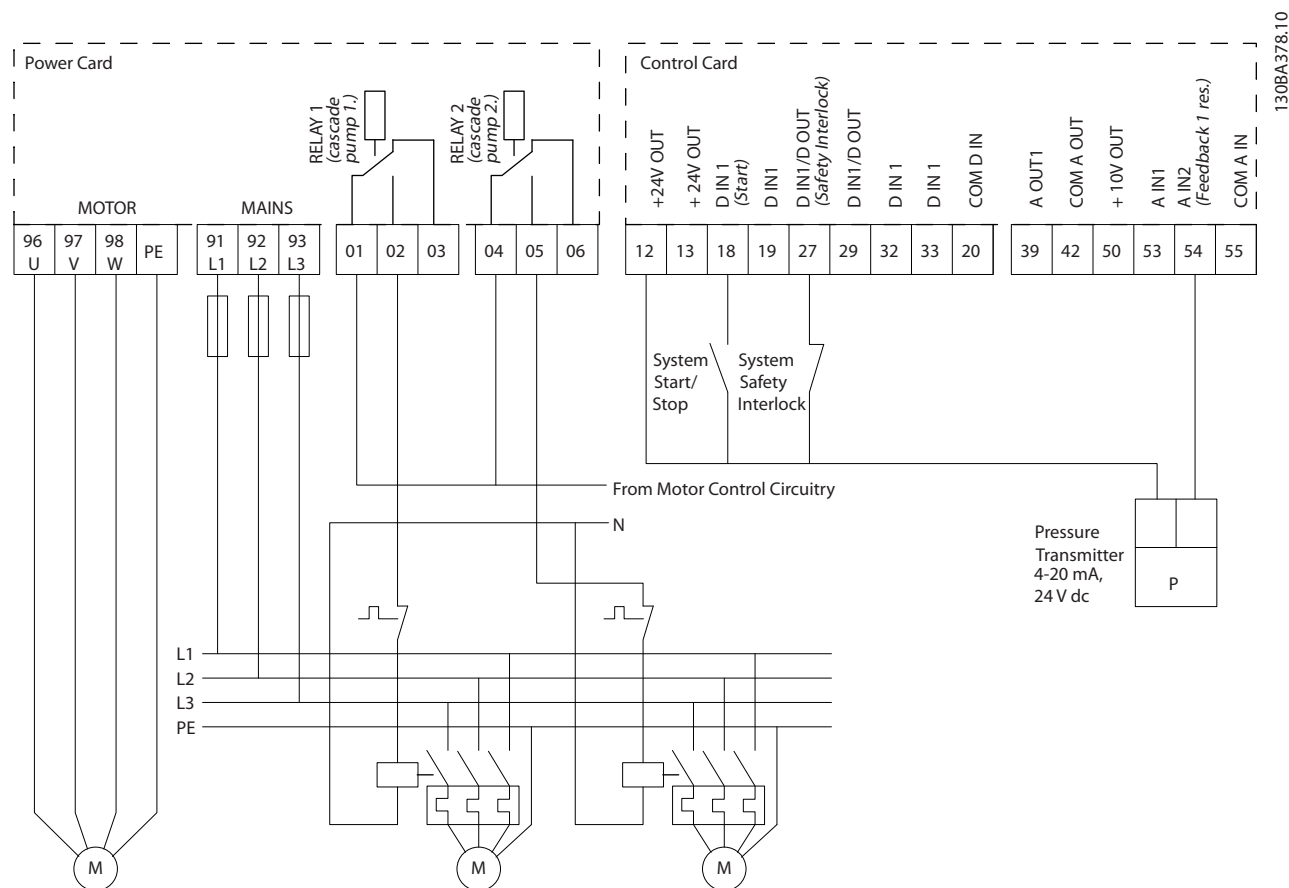 130BA378.10
Power Card
Control Card
RELAY 1
(cascade
pump 1.)
RELAY 2
(cascade
pump 2.)
+24V OUT
+ 24V OUT
D IN 1
(Start)
D IN1
D IN1/D OUT
(Safety Interlock)
D IN1/D OUT
D IN 1
D IN 1
COM D IN
A OUT1
COM A OUT
+ 10V OUT
A IN1
A IN2
(Feedback 1 res.)
COM A IN
MOTOR
MAINS
96 97 98 PE
U V W
91 92 93
L1 L2 L3
01 02 03
04 05 06
12 13 18 19 27 29 32 33 20
39 42 50 53 54 55
System
Start/
Stop
System
Safety
Interlock
From Motor Control Circuitry
N
Pressure
Transmitter
4-20 mA,
24 V dc
P
L1
L2
L3
PE
M
M
M